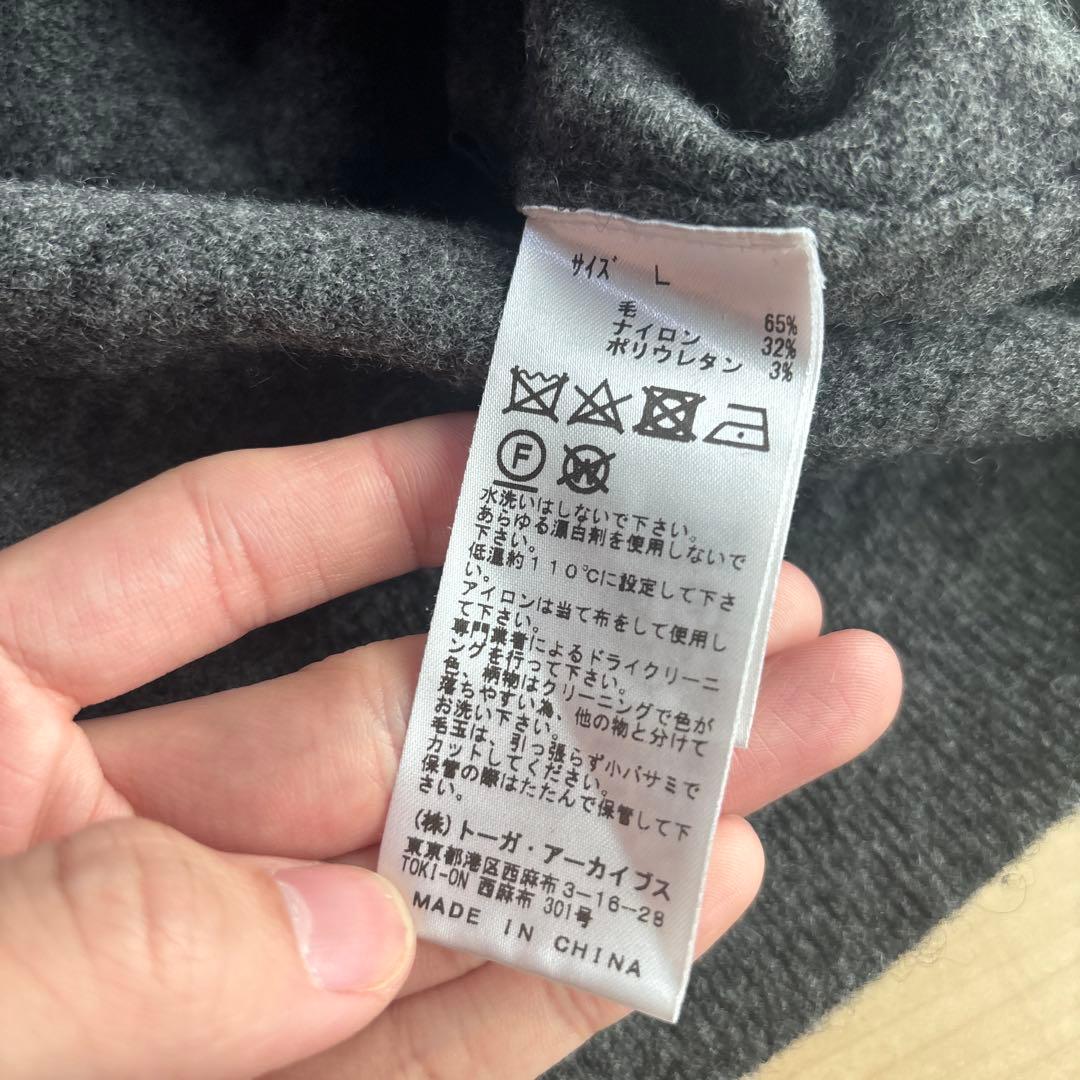 サイズ L
毛 65%
ナイロン 32%
ポリウレタン 3%
F
W
水洗いはしないで下さい。
あらゆる漂白剤を使用しないで
下さい。
低温約110℃に設定して下さ
い。
アイロンは当て布をして使用し
て下さい。
専門業者によるドライクリーニ
ングを行って下さい。
色、柄物はクリーニングで色が
落ちやすい為、他の物と分けて
お洗い下さい。
毛玉は、引っ張らず小バサミで
カットしてください。
保管の際はたたんで保管して下
さい。
(株)トーガ・アーカイブス
東京都港区西麻布3-16-28
TOKI-ON 西麻布 301号
MADE IN CHINA